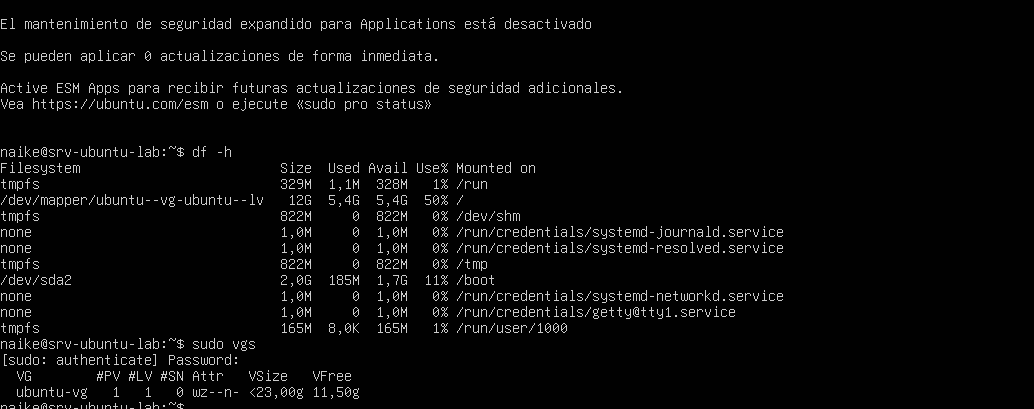 El mantenimiento de seguridad expandido para Applications está desactivado
Se pueden aplicar 0 actualizaciones de forma inmediata.
Active ESM Apps para recibir futuras actualizaciones de seguridad adicionales.
Vea https://ubuntu.com/esm o ejecute «sudo pro status»
naike@srv-ubuntu-lab:~$ df -h
Filesystem                         Size  Used Avail Use% Mounted on
tmpfs                              329M  1,1M  328M   1% /run
/dev/mapper/ubuntu--vg-ubuntu--lv   12G  5,4G  5,4G  50% /
tmpfs                              822M     0  822M   0% /dev/shm
none                               1,0M     0  1,0M   0% /run/credentials/systemd-journald.service
none                               1,0M     0  1,0M   0% /run/credentials/systemd-resolved.service
tmpfs                              822M     0  822M   0% /tmp
/dev/sda2                          2,0G  185M  1,7G  11% /boot
none                               1,0M     0  1,0M   0% /run/credentials/systemd-networkd.service
none                               1,0M     0  1,0M   0% /run/credentials/getty@tty1.service
tmpfs                              165M  8,0K  165M   1% /run/user/1000
naike@srv-ubuntu-lab:~$ sudo vgs
[sudo: authenticate] Password:
  VG        #PV #LV #SN Attr   VSize   VFree
  ubuntu-vg   1   1   0 wz--n- <23,00g 11,50g
naike@srv-ubuntu-lab:~$